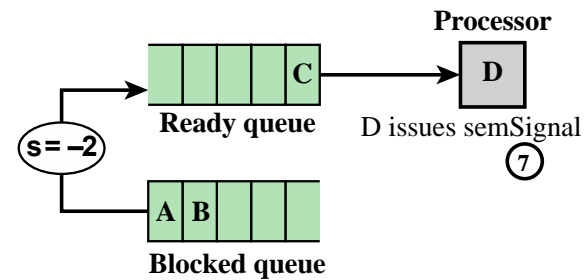 Processor
C
D
Ready queue
D issues semSignal
s = –2
7
A B
Blocked queue